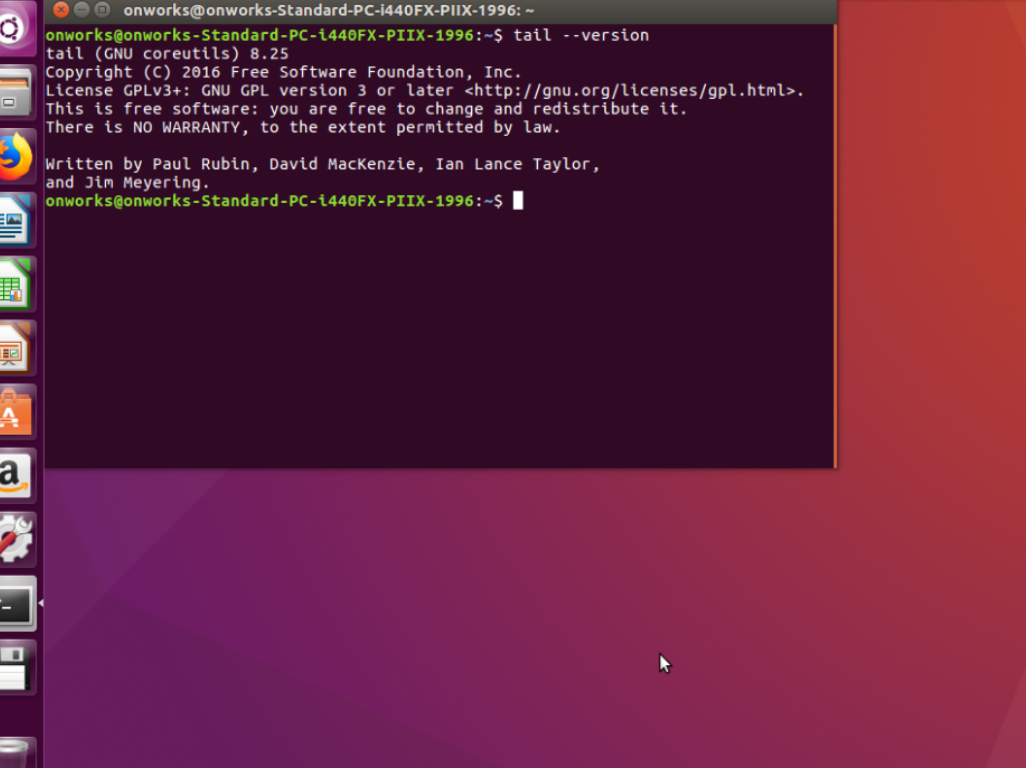 onworks@onworks-Standard-PC-i440FX-PIIX-1996: ~
onworks@onworks-Standard-PC-i440FX-PIIX-1996:~$ tail --version
tail (GNU coreutils) 8.25
Copyright (C) 2016 Free Software Foundation, Inc.
License GPLv3+: GNU GPL version 3 or later <http://gnu.org/licenses/gpl.html>.
This is free software: you are free to change and redistribute it.
There is NO WARRANTY, to the extent permitted by law.
Written by Paul Rubin, David MacKenzie, Ian Lance Taylor,
and Jim Meyering.
onworks@onworks-Standard-PC-i440FX-PIIX-1996:~$